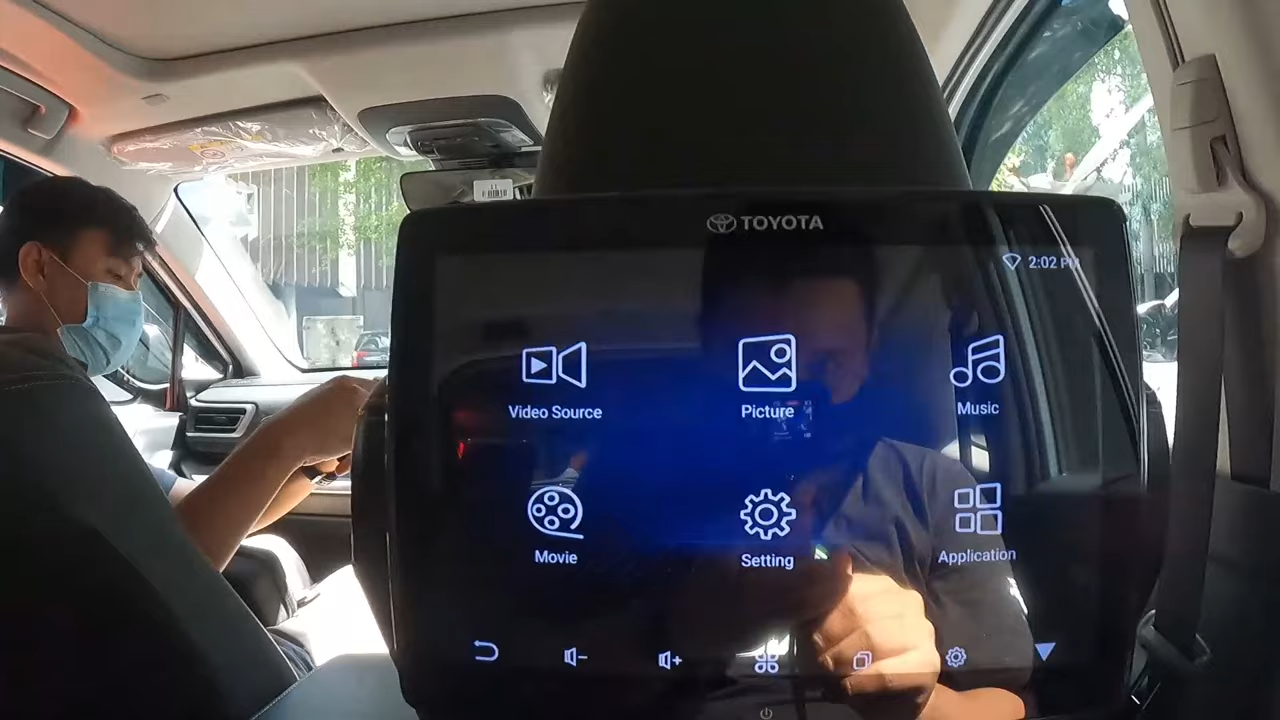 TOYOTA
2:02 PM
Video Source
Picture
Music
Movie
Setting
Application